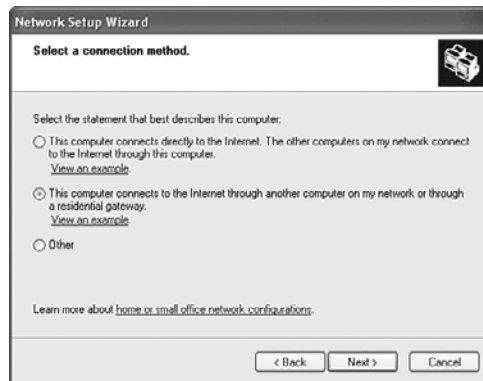 Network Setup Wizard
Select a connection method.
Select the statement that best describes this computer:
This computer connects directly to the Internet. The other computers on my network connect
to the Internet through this computer.
View an example.
This computer connects to the Internet through another computer on my network or through
a residential gateway.
View an example.
Other
Learn more about home or small office network configurations.
< Back Next > Cancel